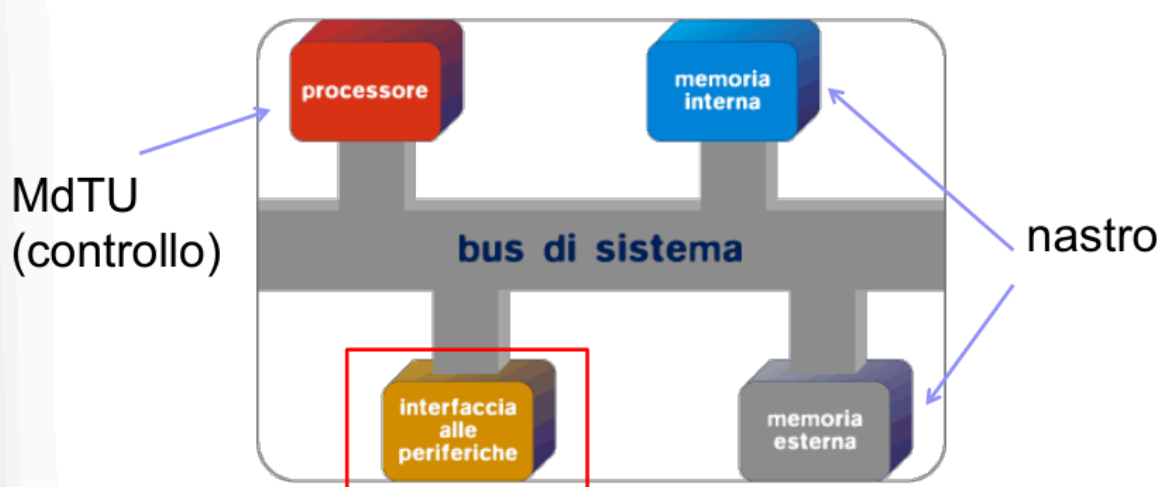 processore
memoria
interna
MdTU
(controllo)
bus di sistema
nastro
interfaccia
alle
periferiche
memoria
esterna